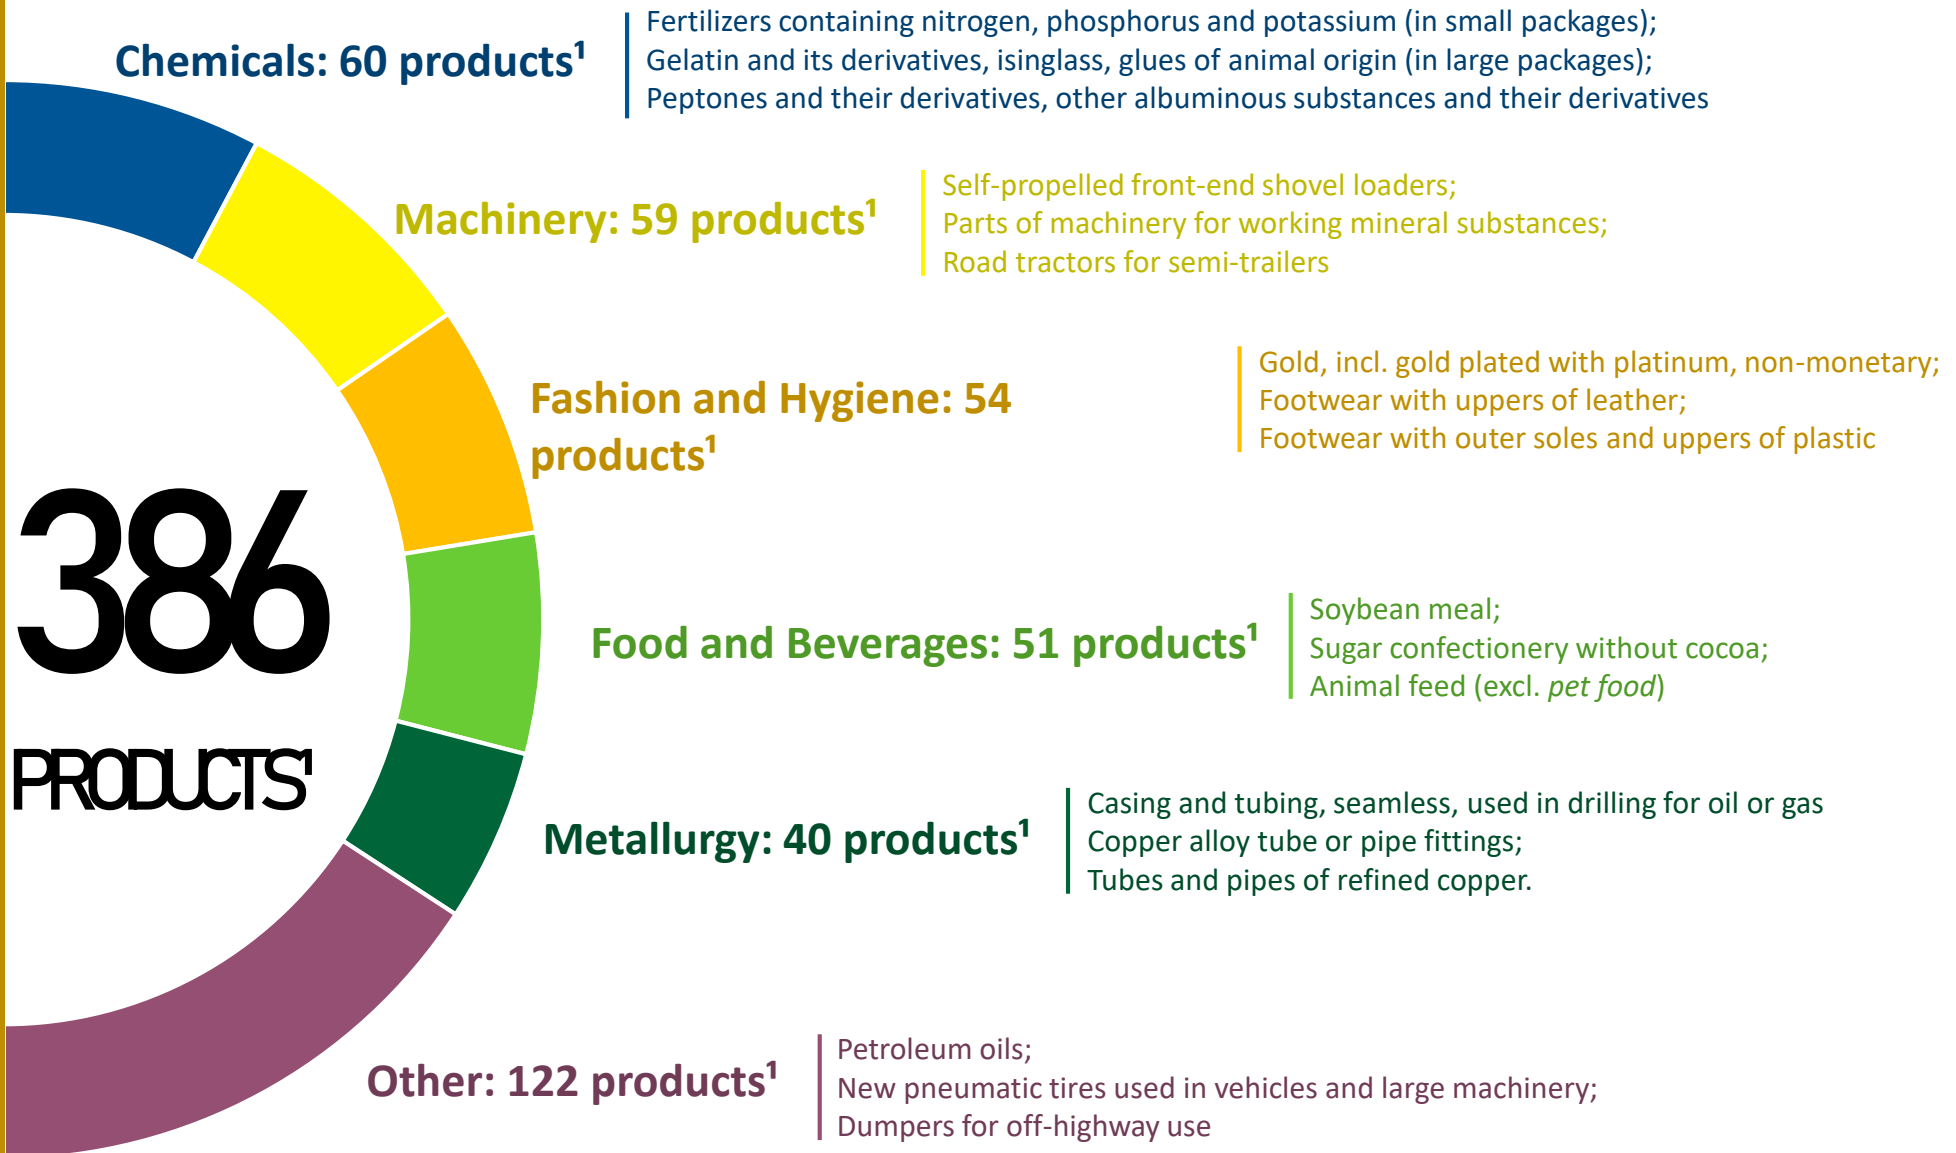 Chemicals: 60 products¹
Fertilizers containing nitrogen, phosphorus and potassium (in small packages);
Gelatin and its derivatives, isinglass, glues of animal origin (in large packages);
Peptones and their derivatives, other albuminous substances and their derivatives
Machinery: 59 products¹
Self-propelled front-end shovel loaders;
Parts of machinery for working mineral substances;
Road tractors for semi-trailers
Fashion and Hygiene: 54
products¹
Gold, incl. gold plated with platinum, non-monetary;
Footwear with uppers of leather;
Footwear with outer soles and uppers of plastic
386
PRODUCTS¹
Food and Beverages: 51 products¹
Soybean meal;
Sugar confectionery without cocoa;
Animal feed (excl. pet food)
Metallurgy: 40 products¹
Casing and tubing, seamless, used in drilling for oil or gas
Copper alloy tube or pipe fittings;
Tubes and pipes of refined copper.
Other: 122 products¹
Petroleum oils;
New pneumatic tires used in vehicles and large machinery;
Dumpers for off-highway use